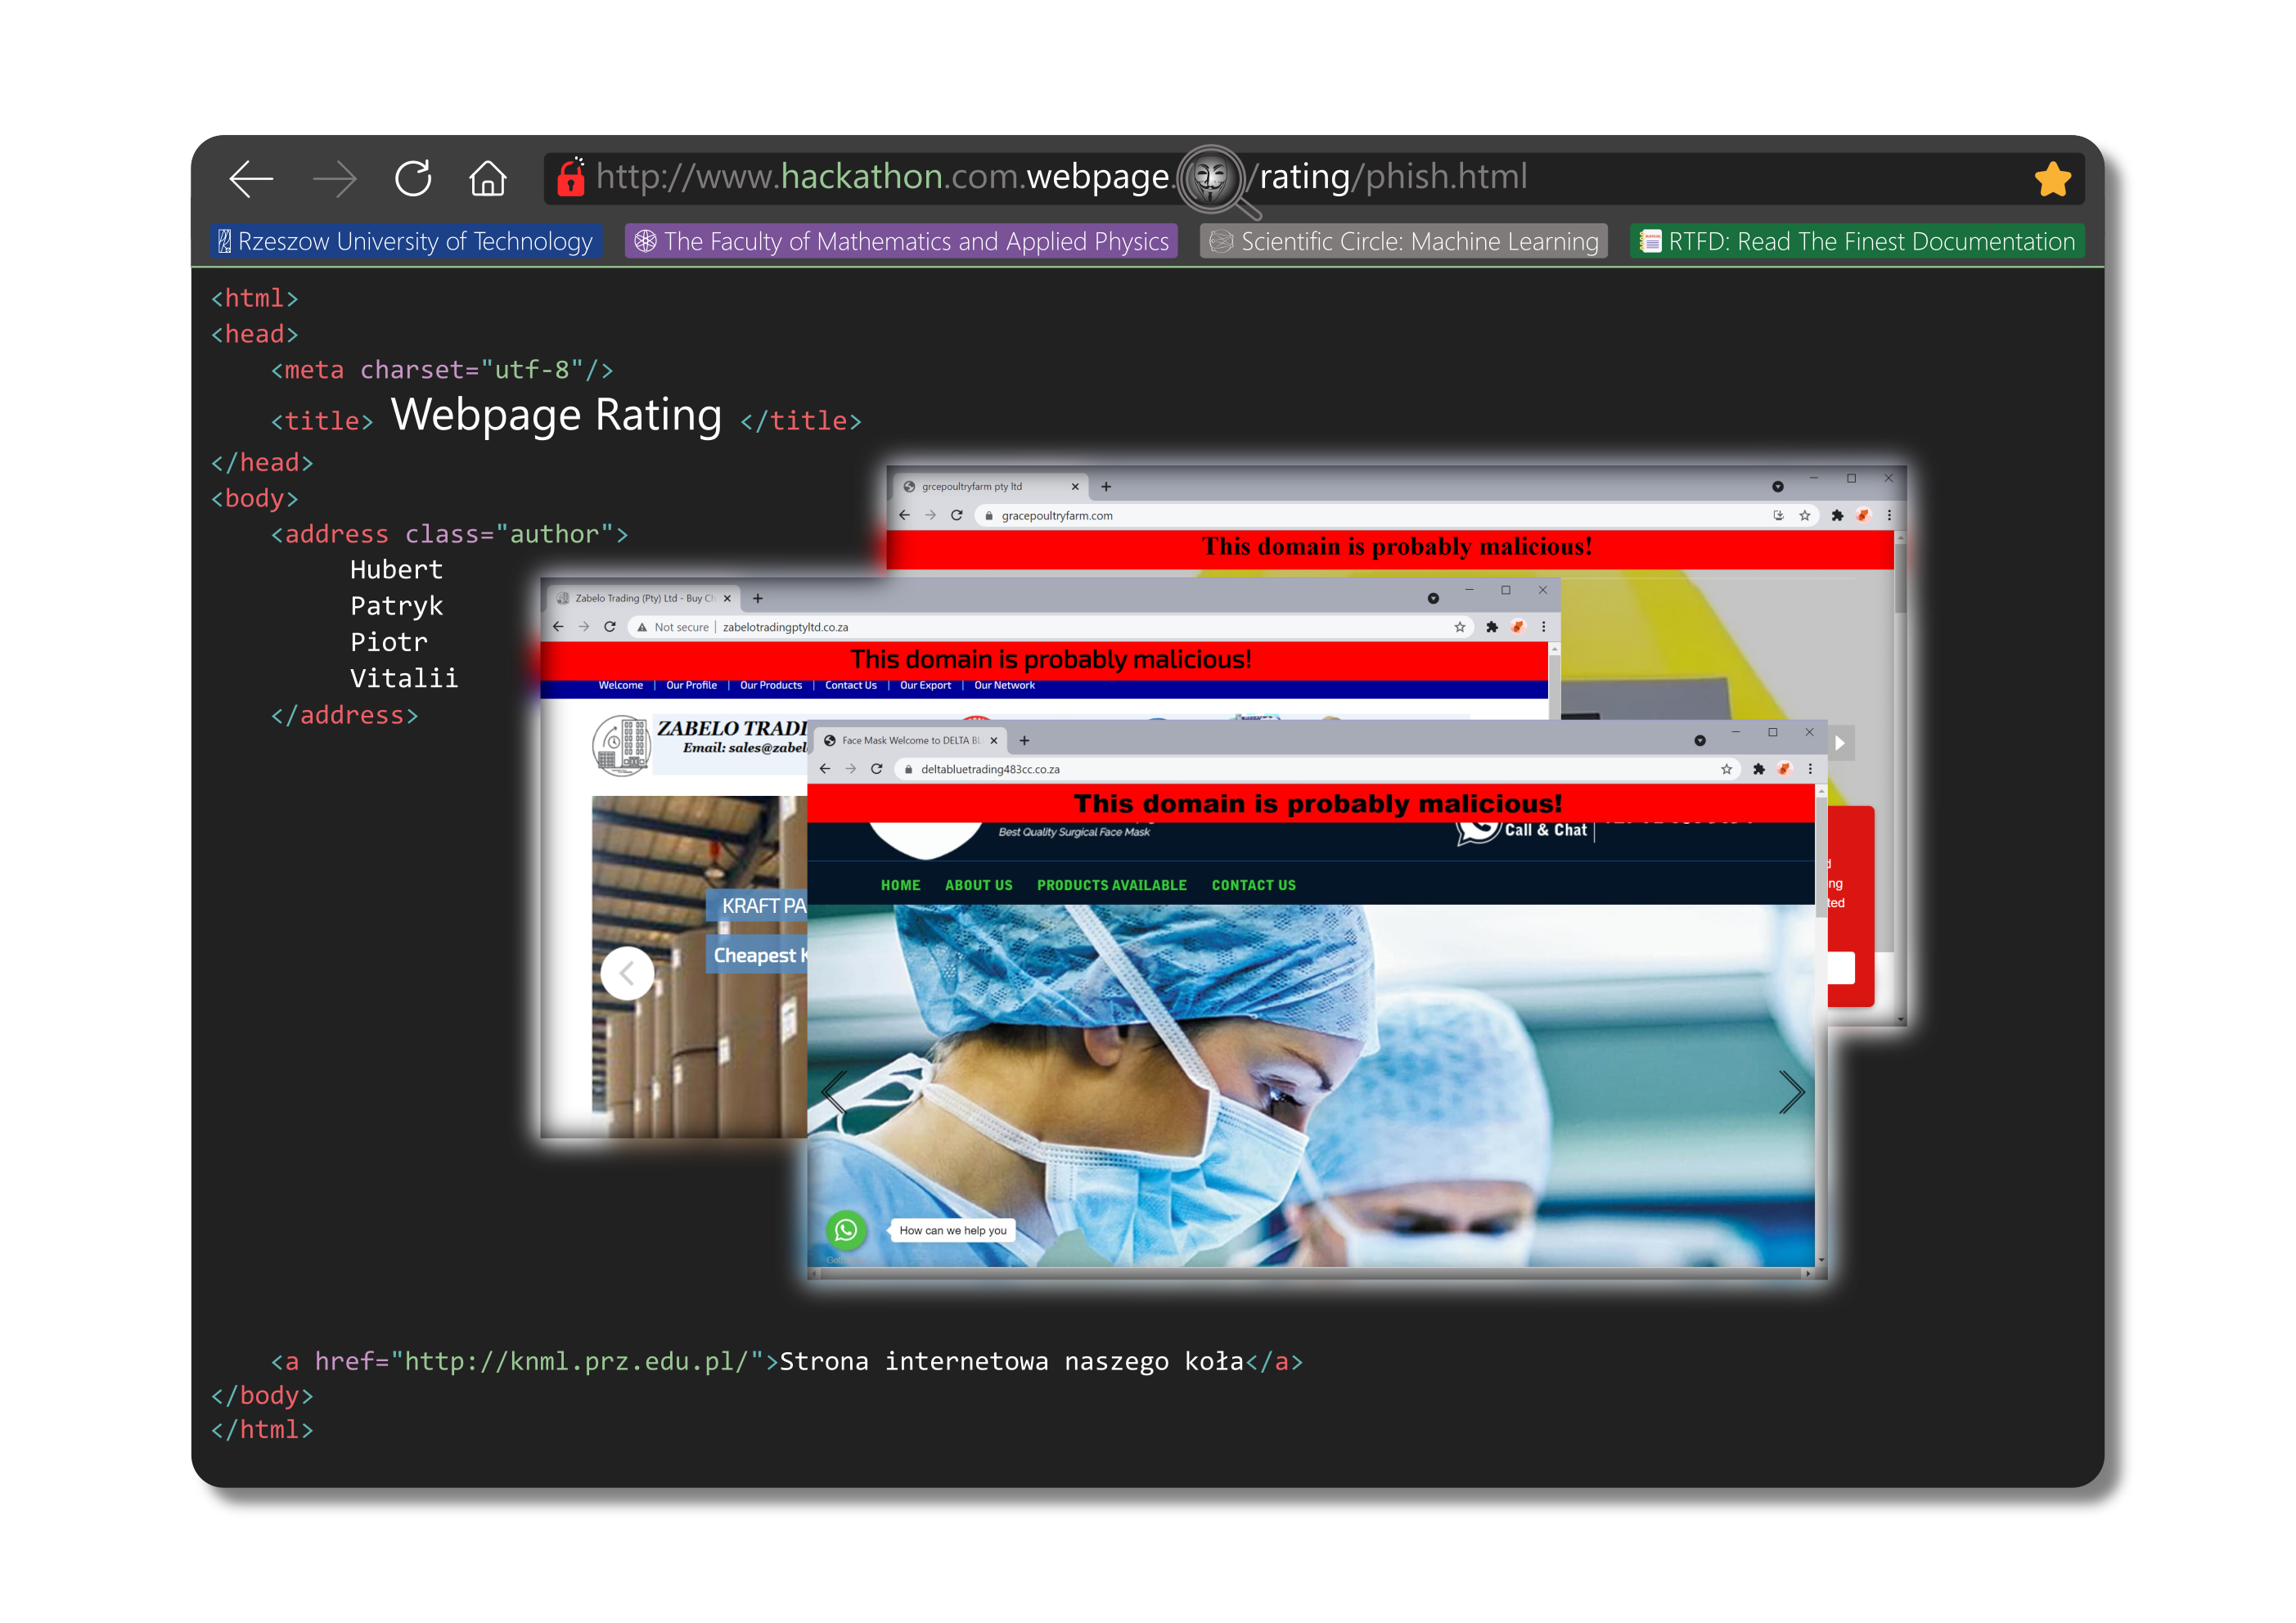 http://www.hackathon.com.webpage. /rating/phish.html
Rzeszow University of Technology
The Faculty of Mathematics and Applied Physics
Scientific Circle: Machine Learning
RTFD: Read The Finest Documentation
<html>
<head>
<meta charset="utf-8"/>
<title> Webpage Rating </title>
</head>
<body>
<address class="author">
Hubert
Patryk
Piotr
Vitalii
</address>
grcepoultryfarm pty ltd
gracepoultryfarm.com
This domain is probably malicious!
Zabelo Trading (Pty) Ltd - Buy Ch
Not secure | zabelotradingptyltd.co.za
This domain is probably malicious!
Welcome | Our Profile | Our Products | Contact Us | Our Export | Our Network
ZABELO TRADI
Email: sales@zabel
KRAFT PA
Cheapest K
Face Mask Welcome to DELTA BL
deltabluetrading483cc.co.za
This domain is probably malicious!
Best Quality Surgical Face Mask
Call & Chat
HOME ABOUT US PRODUCTS AVAILABLE CONTACT US
ng
ted
How can we help you
<a href="http://knml.prz.edu.pl/">Strona internetowa naszego koła</a>
</body>
</html>